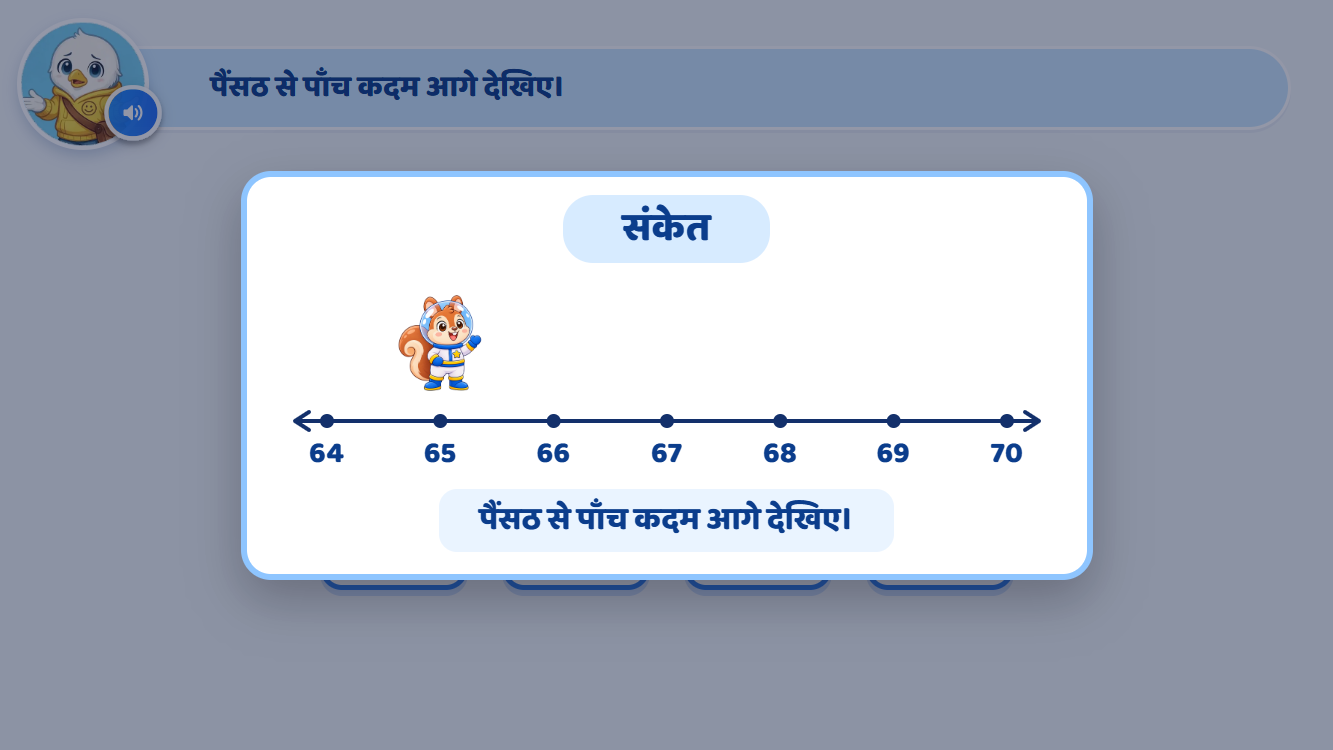 पैंसठ से पाँच कदम आगे देखिए।
संकेत
64 65 66 67 68 69 70
पैंसठ से पाँच कदम आगे देखिए।